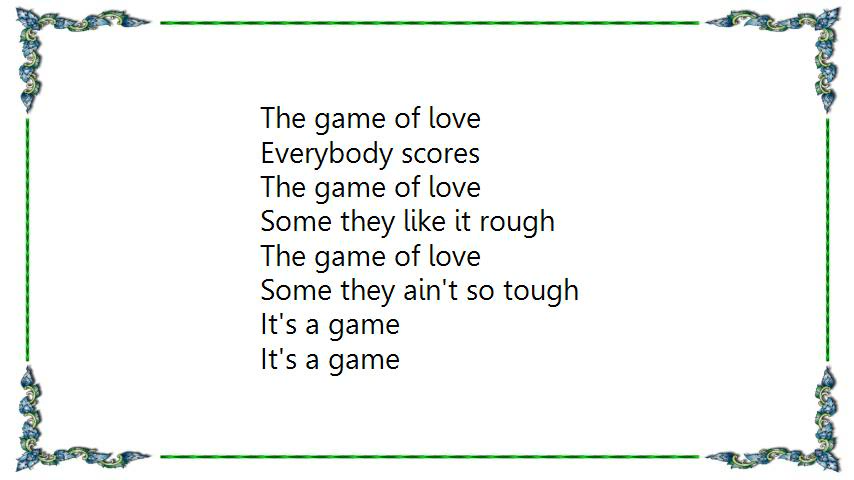 The game of love
Everybody scores
The game of love
Some they like it rough
The game of love
Some they ain't so tough
It's a game
It's a game